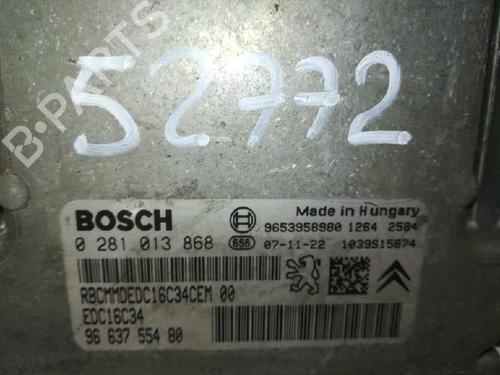 B-PARTS
52772
BOSCH
Made in Hungary
9653958980 1264 2584
0 281 013 868
658
07-11-22 1039S15874
RBCMMDEDC16C34CEM 00
EDC16C34
96 637 554 80